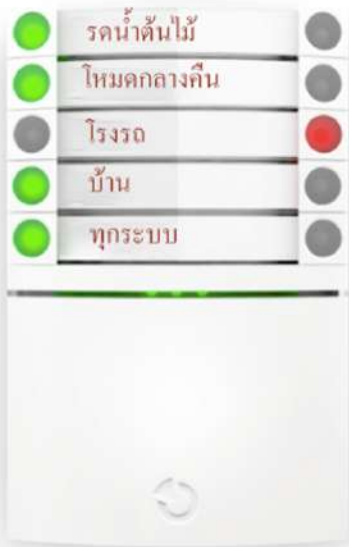 รดน้ำต้นไม้
โหมดกลางคืน
โรงรถ
บ้าน
ทุกระบบ